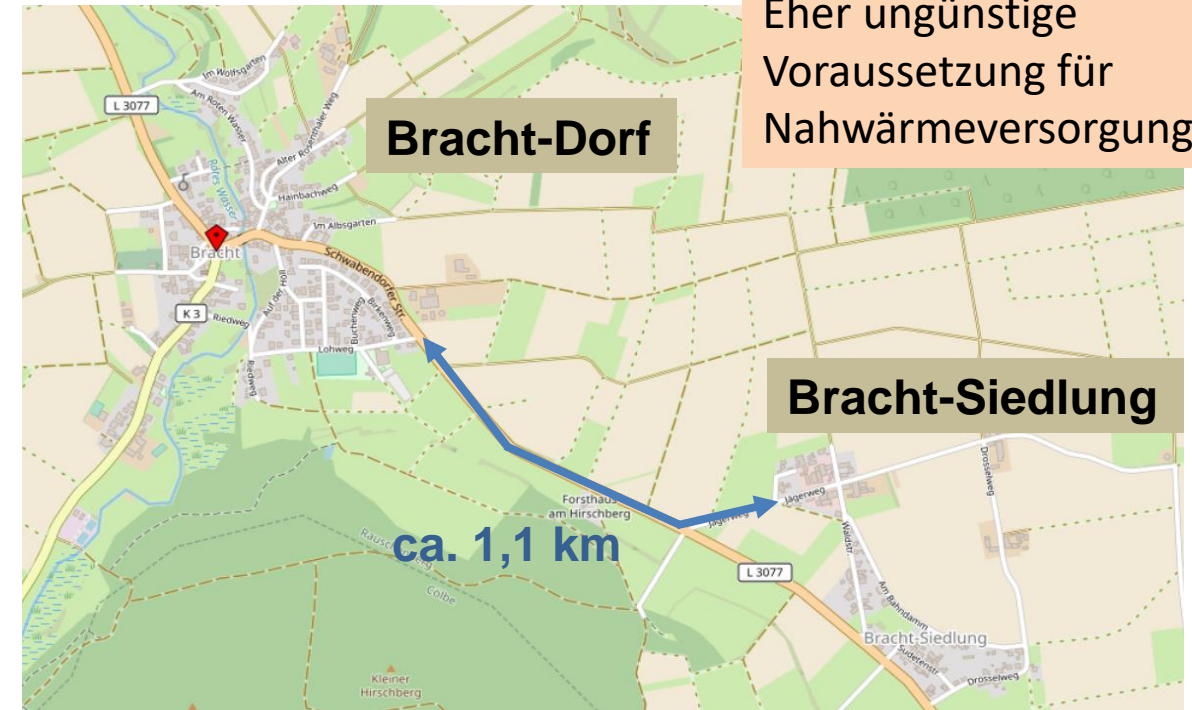 Eher ungünstige
Voraussetzung für
Nahwärmeversorgung
Im Wolfsgarten
L 3077
Am Roten Wasser
Alter Rosenthaler Weg
Bracht-Dorf
Rotes Wasser
Hainbachweg
Im Albsgarten
Bracht
Schwabendorfer Str.
K 3
Riedweg
Auf der Höll
Buchenweg
Birkenweg
Lohweg
Riedweg
Bracht-Siedlung
Drosselweg
Forsthaus
am Hirschberg
Jägerweg
Jägerweg
ca. 1,1 km
Waldstr.
L 3077
Cölbe
Am Bahndamm
Bracht-Siedlung
Sudetenstr.
Drosselweg
Kleiner
Hirschberg